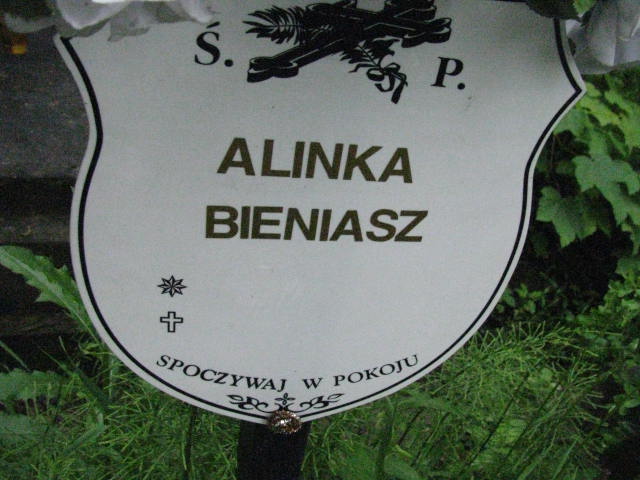 Ś. P.
ALINKA
BIENIASZ
SPOCZYWAJ W POKOJU